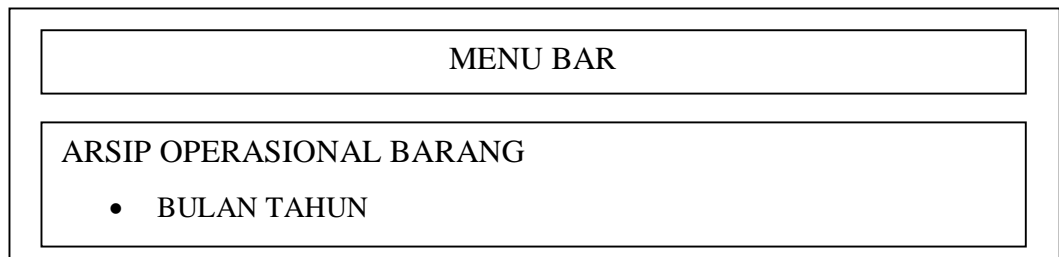 MENU BAR
ARSIP OPERASIONAL BARANG
• BULAN TAHUN